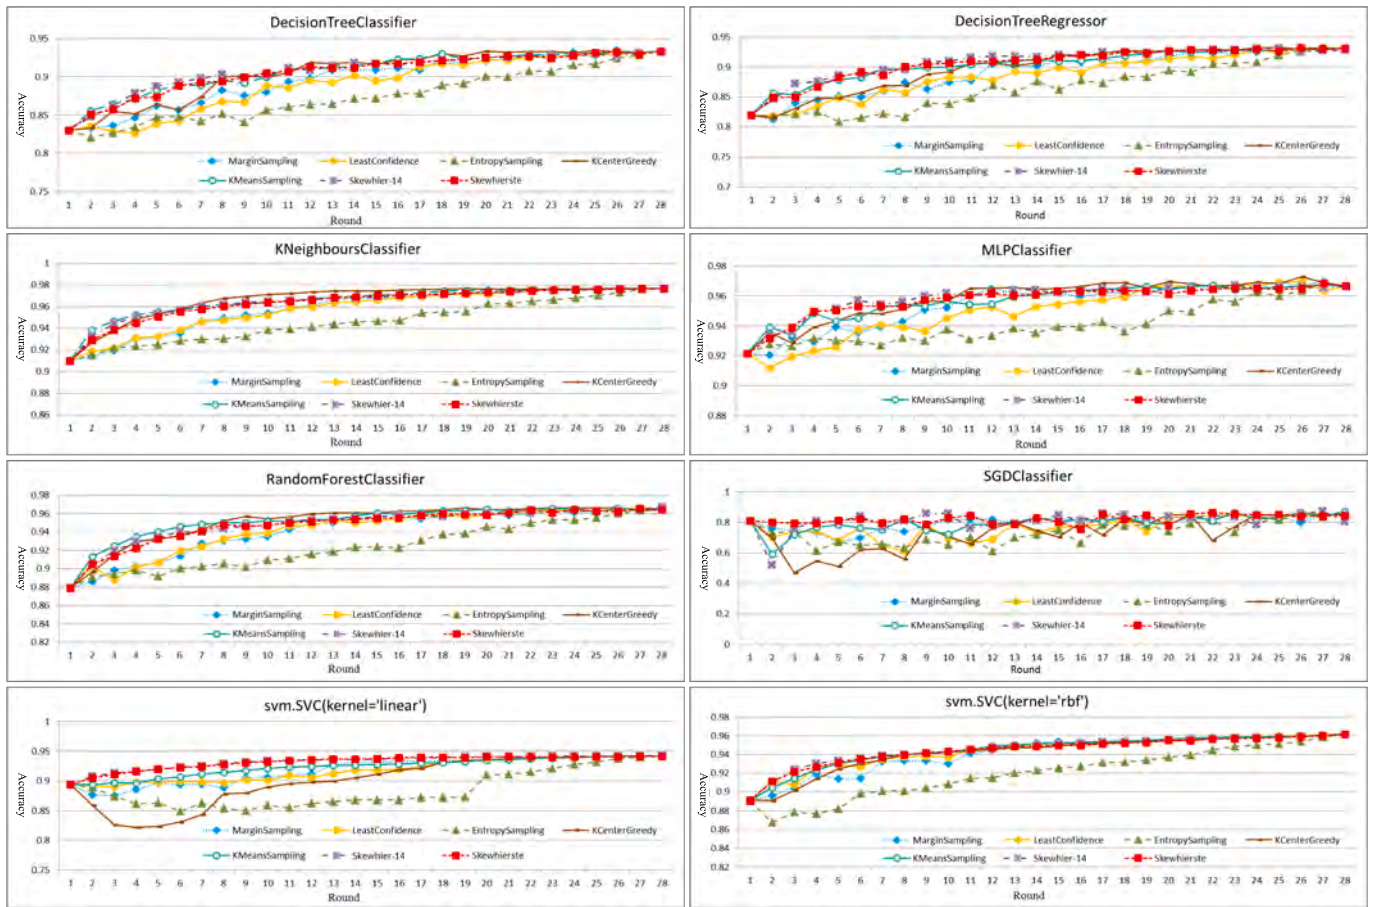 DecisionTreeClassifier
0.95
0.9
0.85
0.8
0.75
Accuracy
MarginSampling LeastConfidence EntropySampling KCenterGreedy
KMeansSampling Skewhier-14 Skewhierste
1 2 3 4 5 6 7 8 9 10 11 12 13 14 15 16 17 18 19 20 21 22 23 24 25 26 27 28
Round
DecisionTreeRegressor
0.95
0.9
0.85
0.8
0.75
0.7
Accuracy
MarginSampling LeastConfidence EntropySampling KCenterGreedy
KMeansSampling Skewhier-14 Skewhierste
1 2 3 4 5 6 7 8 9 10 11 12 13 14 15 16 17 18 19 20 21 22 23 24 25 26 27 28
Round
KNeighboursClassifier
1
0.98
0.96
0.94
0.92
0.9
0.88
0.86
Accuracy
MarginSampling LeastConfidence EntropySampling KCenterGreedy
KMeansSampling Skewhier-14 Skewhierste
1 2 3 4 5 6 7 8 9 10 11 12 13 14 15 16 17 18 19 20 21 22 23 24 25 26 27 28
Round
MLPClassifier
0.98
0.96
0.94
0.92
0.9
0.88
Accuracy
MarginSampling LeastConfidence EntropySampling KCenterGreedy
KMeansSampling Skewhier-14 Skewhierste
1 2 3 4 5 6 7 8 9 10 11 12 13 14 15 16 17 18 19 20 21 22 23 24 25 26 27 28
Round
RandomForestClassifier
0.98
0.96
0.94
0.92
0.9
0.88
0.86
0.84
0.82
Accuracy
MarginSampling LeastConfidence EntropySampling KCenterGreedy
KMeansSampling Skewhier-14 Skewhierste
1 2 3 4 5 6 7 8 9 10 11 12 13 14 15 16 17 18 19 20 21 22 23 24 25 26 27 28
Round
SGDClassifier
1
0.8
0.6
0.4
0.2
0
Accuracy
MarginSampling LeastConfidence EntropySampling KCenterGreedy
KMeansSampling Skewhier-14 Skewhierste
1 2 3 4 5 6 7 8 9 10 11 12 13 14 15 16 17 18 19 20 21 22 23 24 25 26 27 28
Round
svm.SVC(kernel='linear')
1
0.95
0.9
0.85
0.8
0.75
Accuracy
MarginSampling LeastConfidence EntropySampling KCenterGreedy
KMeansSampling Skewhier-14 Skewhierste
1 2 3 4 5 6 7 8 9 10 11 12 13 14 15 16 17 18 19 20 21 22 23 24 25 26 27 28
Round
svm.SVC(kernel='rbf')
0.98
0.96
0.94
0.92
0.9
0.88
0.86
0.84
0.82
Accuracy
MarginSampling LeastConfidence EntropySampling KCenterGreedy
KMeansSampling Skewhier-14 Skewhierste
1 2 3 4 5 6 7 8 9 10 11 12 13 14 15 16 17 18 19 20 21 22 23 24 25 26 27 28
Round